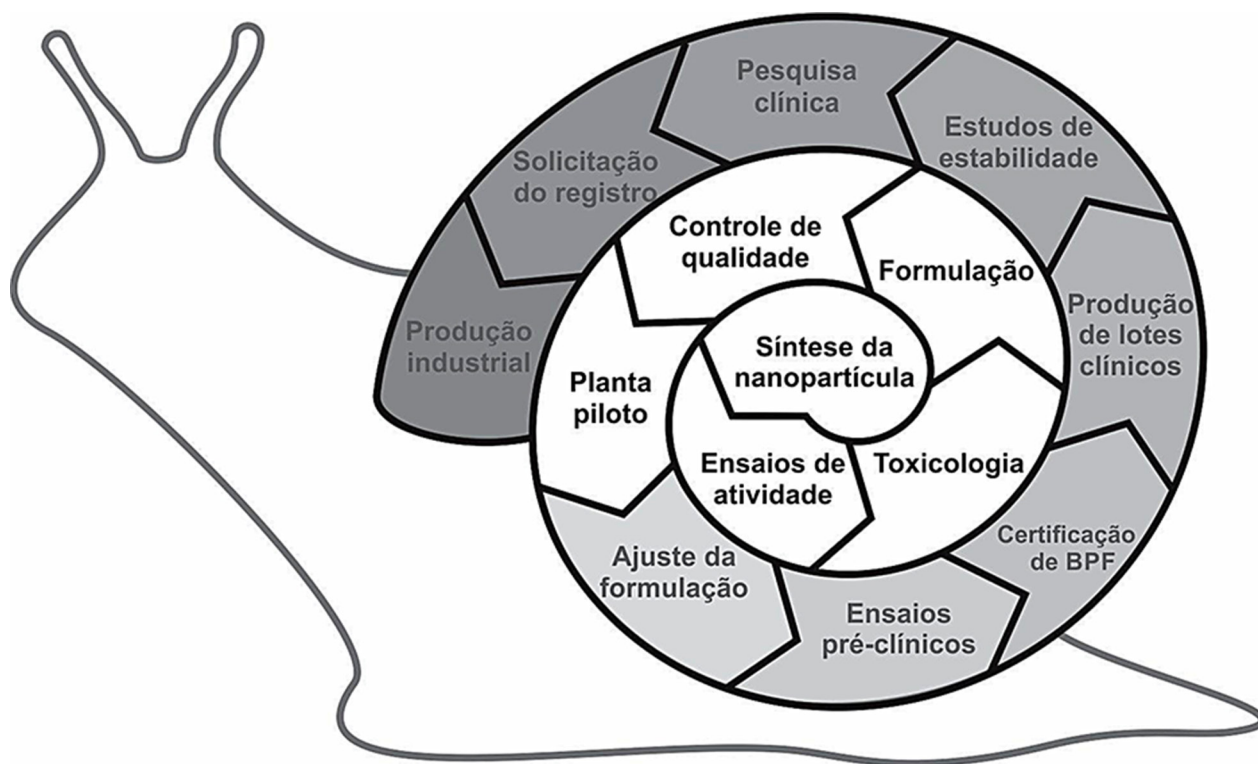 Pesquisa
clínica
Estudos de
estabilidade
Solicitação
do registro
Controle de
qualidade
Formulação
Produção
industrial
Produção
de lotes
clínicos
Síntese da
nanopartícula
Planta
piloto
Ensaios de
atividade
Toxicologia
Certificação
de BPF
Ajuste da
formulação
Ensaios
pré-clínicos